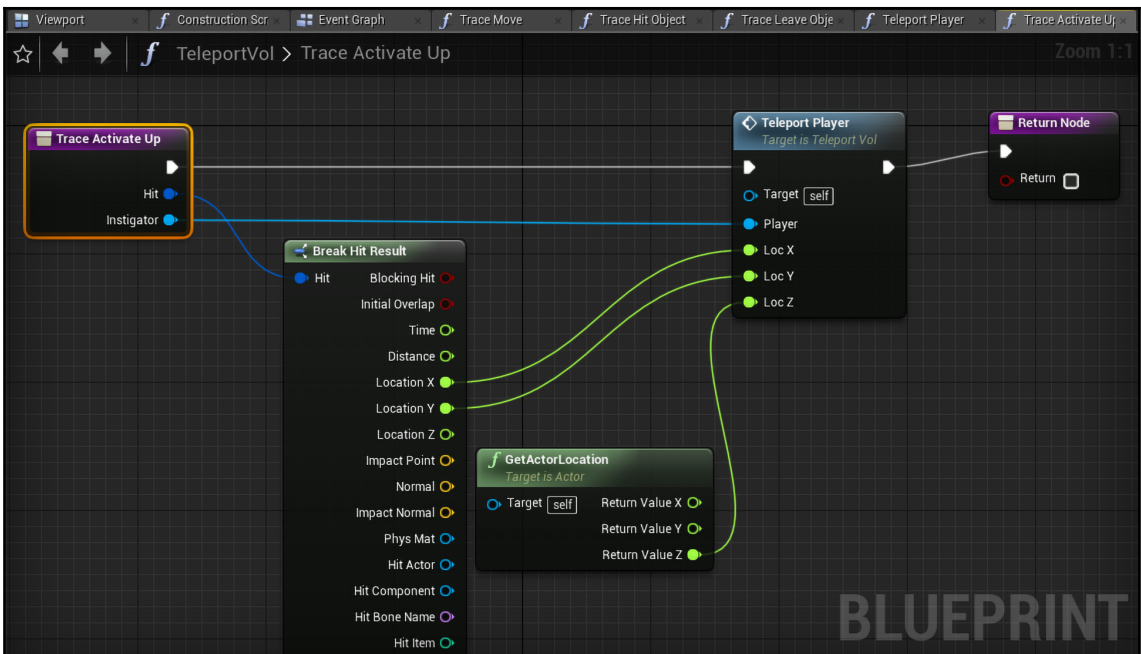 Viewport
Construction Scr
Event Graph
Trace Move
Trace Hit Object
Trace Leave Obje
Teleport Player
Trace Activate Up
TeleportVol > Trace Activate Up
Zoom 1:1
Trace Activate Up
Hit
Instigator
Break Hit Result
Hit
Blocking Hit
Initial Overlap
Time
Distance
Location X
Location Y
Location Z
Impact Point
Normal
Impact Normal
Phys Mat
Hit Actor
Hit Component
Hit Bone Name
Hit Item
GetActorLocation
Target is Actor
Target self
Return Value X
Return Value Y
Return Value Z
Teleport Player
Target is Teleport Vol
Target self
Player
Loc X
Loc Y
Loc Z
Return Node
Return
BLUEPRINT